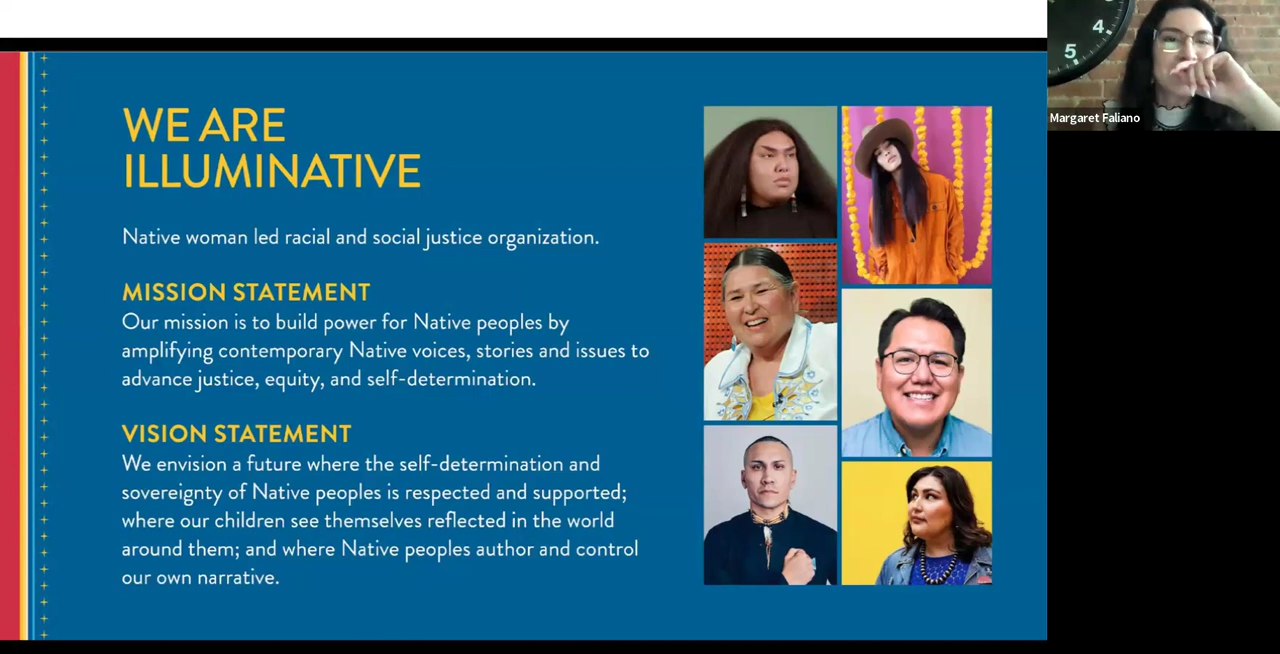 WE ARE
ILLUMINATIVE
Native woman led racial and social justice organization.
MISSION STATEMENT
Our mission is to build power for Native peoples by
amplifying contemporary Native voices, stories and issues to
advance justice, equity, and self-determination.
VISION STATEMENT
We envision a future where the self-determination and
sovereignty of Native peoples is respected and supported;
where our children see themselves reflected in the world
around them; and where Native peoples author and control
our own narrative.
4
5
Margaret Faliano